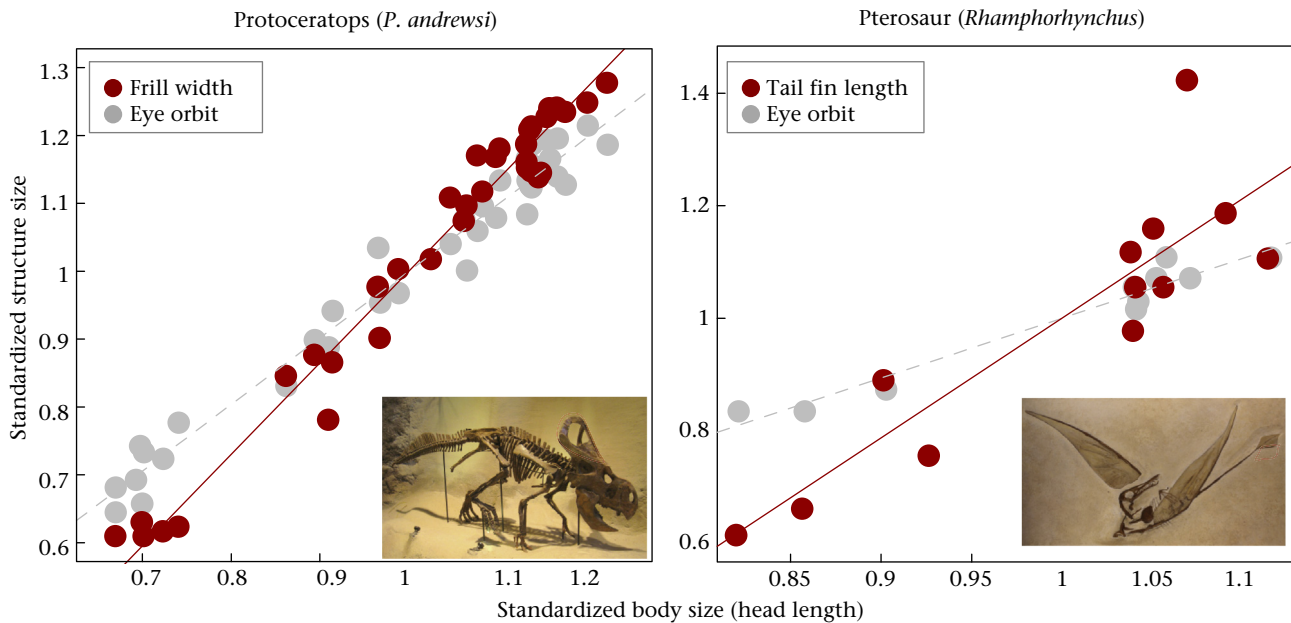 Protoceratops (P. andrewsi)
Pterosaur (Rhamphorhynchus)
Frill width
Eye orbit
Tail fin length
Eye orbit
Standardized structure size
1.3
1.2
1.1
1
0.9
0.8
0.7
0.6
0.7 0.8 0.9 1 1.1 1.2
1.4
1.2
1
0.8
0.6
0.85 0.9 0.95 1 1.05 1.1
Standardized body size (head length)